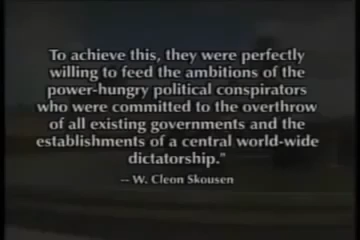 To achieve this, they were perfectly
willing to feed the ambitions of the
power-hungry political conspirators
who were committed to the overthrow
of all existing governments and the
establishments of a central world-wide
dictatorship."
-- W. Cleon Skousen